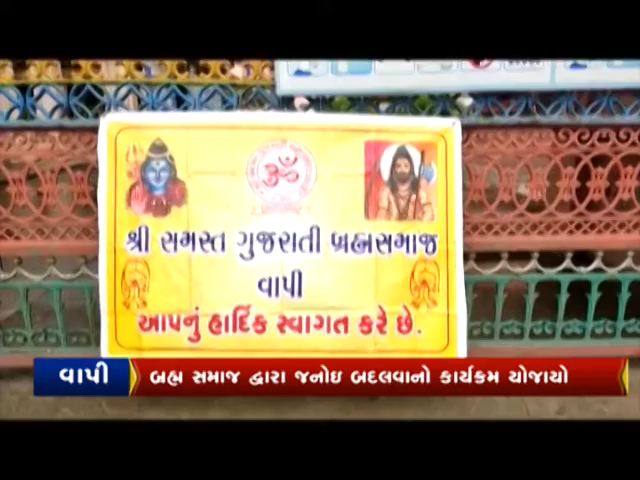 ૐ
શ્રી સમસ્ત ગુજરાતી બ્રહ્મસમાજ
વાપી
આપનું હાર્દિક સ્વાગત કરે છે.
વાપી
બ્રહ્મ સમાજ દ્વારા જનોઇ બદલવાનો કાર્યક્રમ યોજાયો